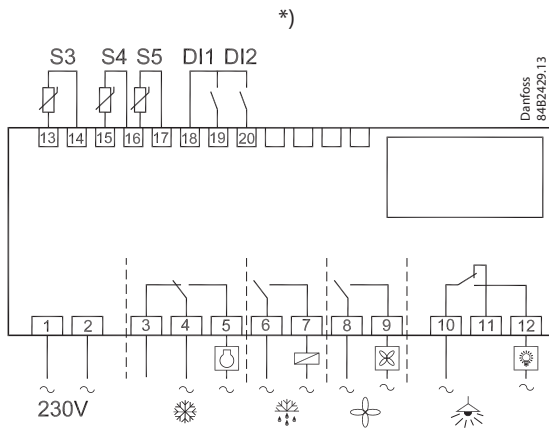 *)
S3 S4 S5 DI1 DI2
Danfoss
84B2429.13
13 14 15 16 17 18 19 20
1 2 3 4 5 6 7 8 9 10 11 12
230V